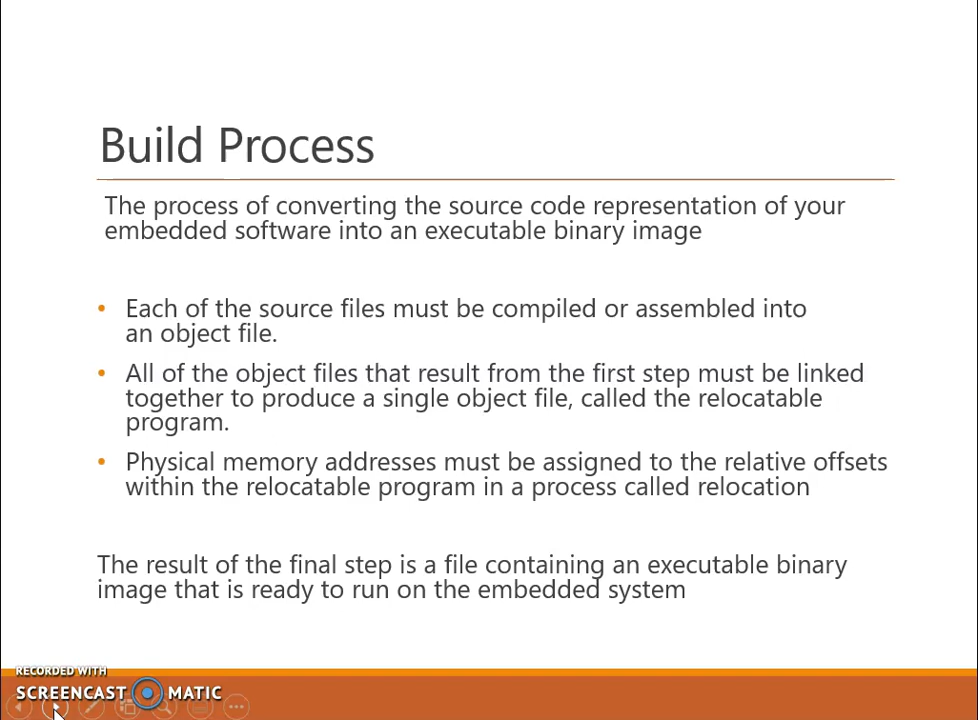 Build Process
The process of converting the source code representation of your
embedded software into an executable binary image
• Each of the source files must be compiled or assembled into
an object file.
• All of the object files that result from the first step must be linked
together to produce a single object file, called the relocatable
program.
• Physical memory addresses must be assigned to the relative offsets
within the relocatable program in a process called relocation
The result of the final step is a file containing an executable binary
image that is ready to run on the embedded system
RECORDED WITH
SCREENCAST MATIC